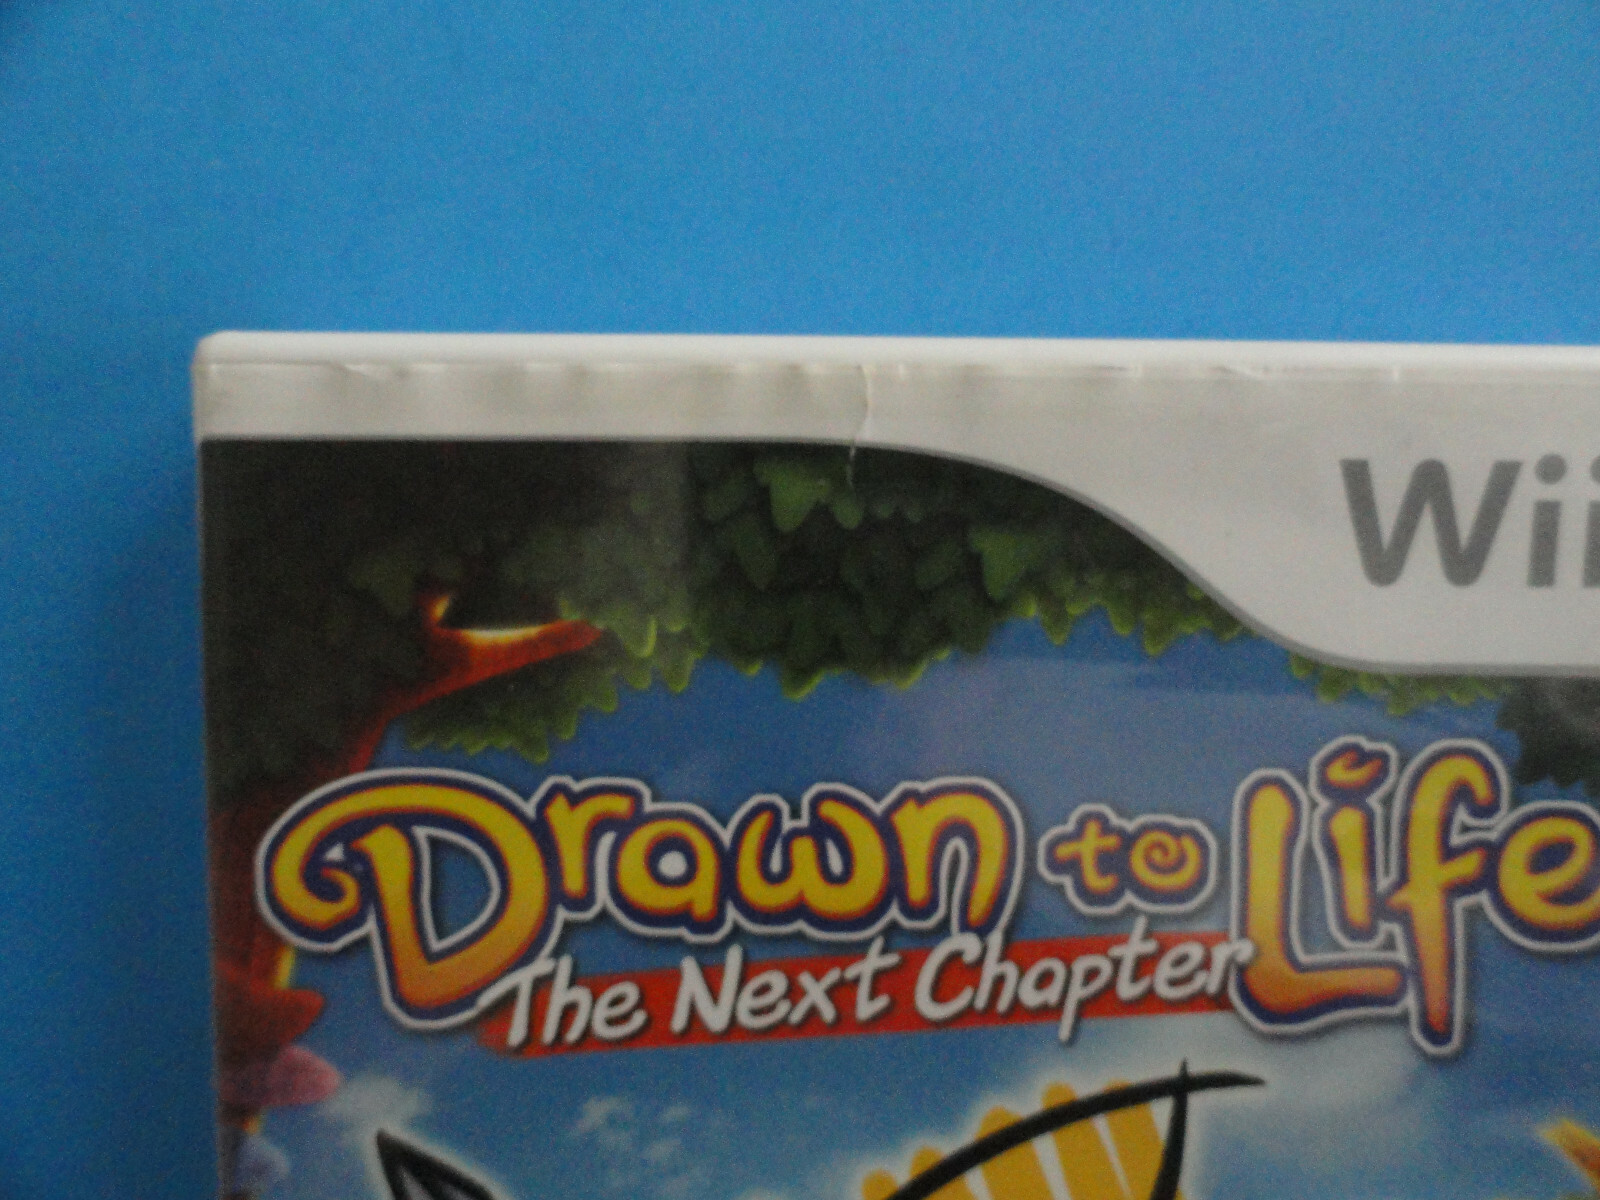 Wii
Drawn to Life
The Next Chapter